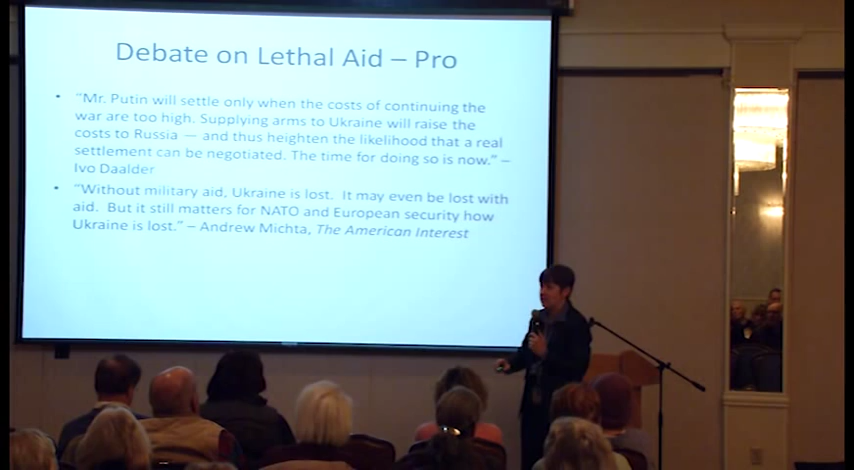 Debate on Lethal Aid – Pro
• “Mr. Putin will settle only when the costs of continuing the
war are too high. Supplying arms to Ukraine will raise the
costs to Russia — and thus heighten the likelihood that a real
settlement can be negotiated. The time for doing so is now.” –
Ivo Daalder
• “Without military aid, Ukraine is lost. It may even be lost with
aid. But it still matters for NATO and European security how
Ukraine is lost.” – Andrew Michta, The American Interest